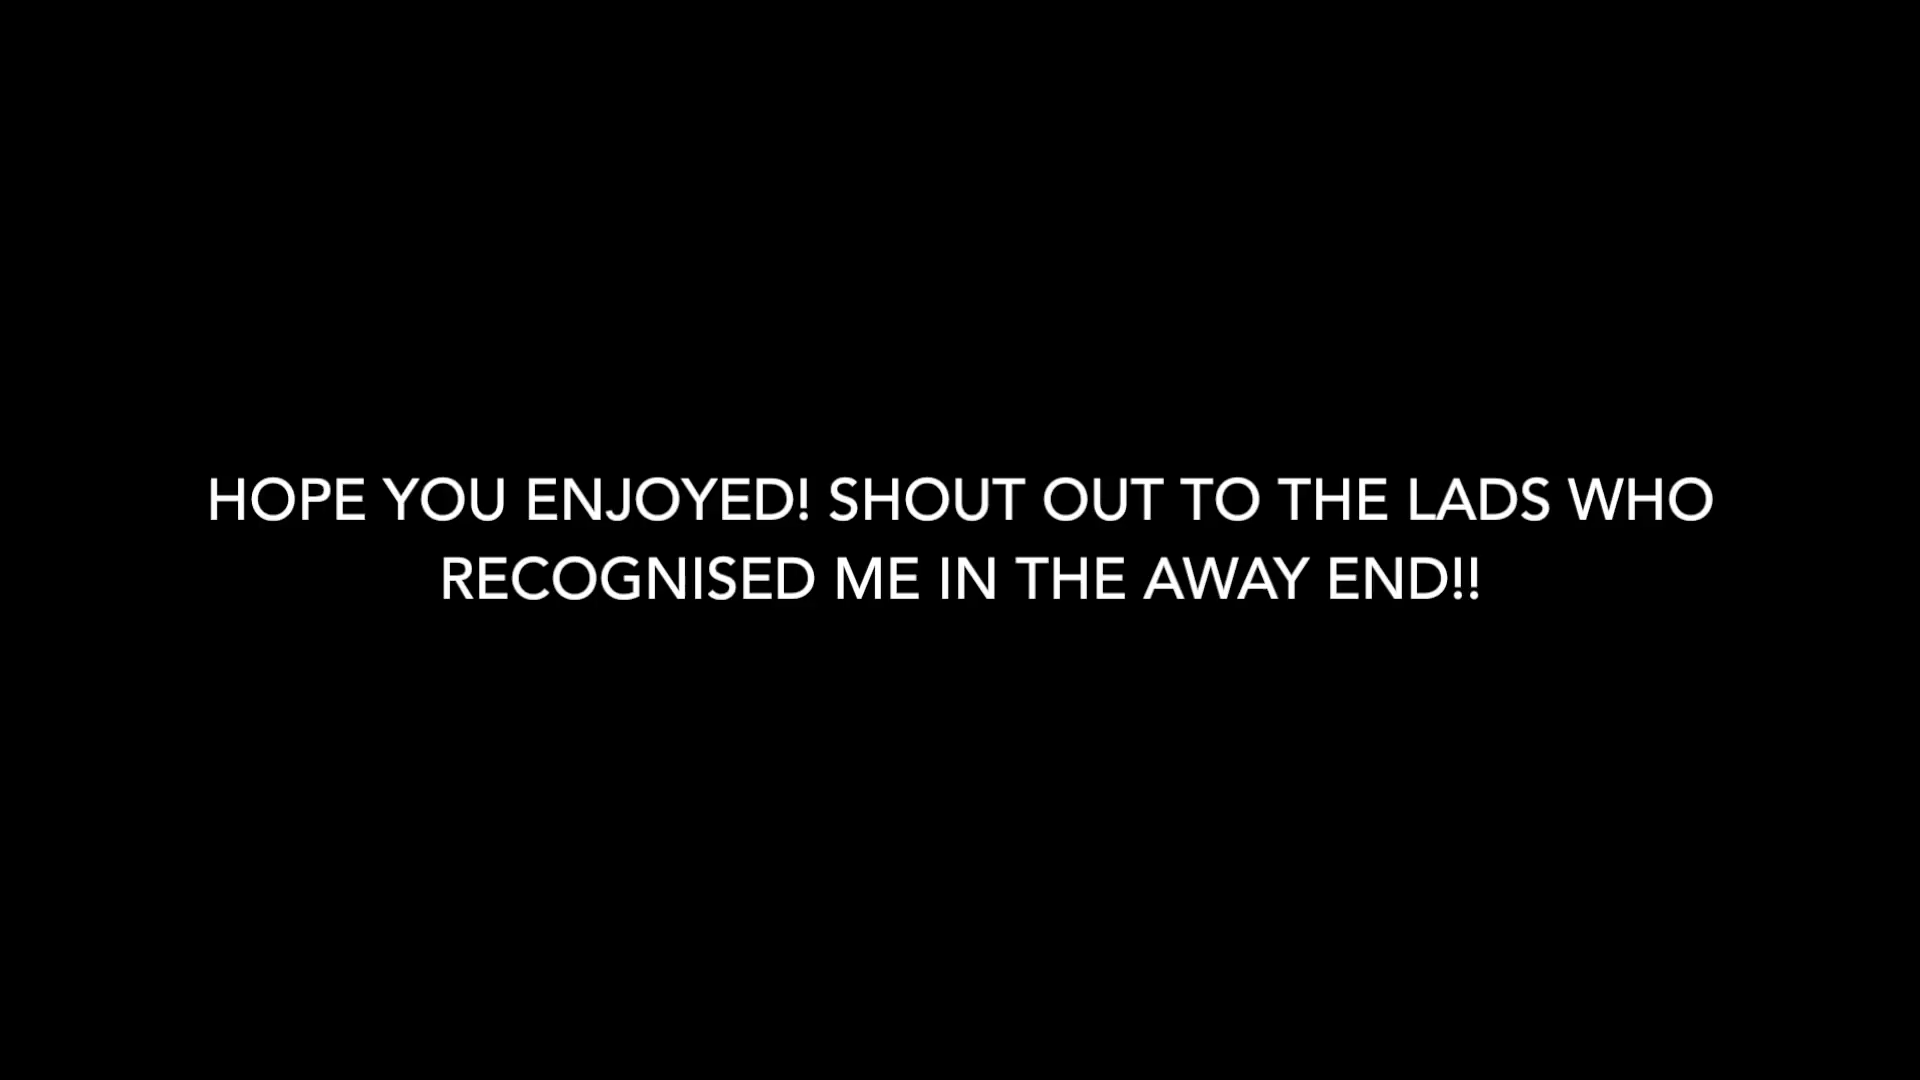 HOPE YOU ENJOYED! SHOUT OUT TO THE LADS WHO
RECOGNISED ME IN THE AWAY END!!